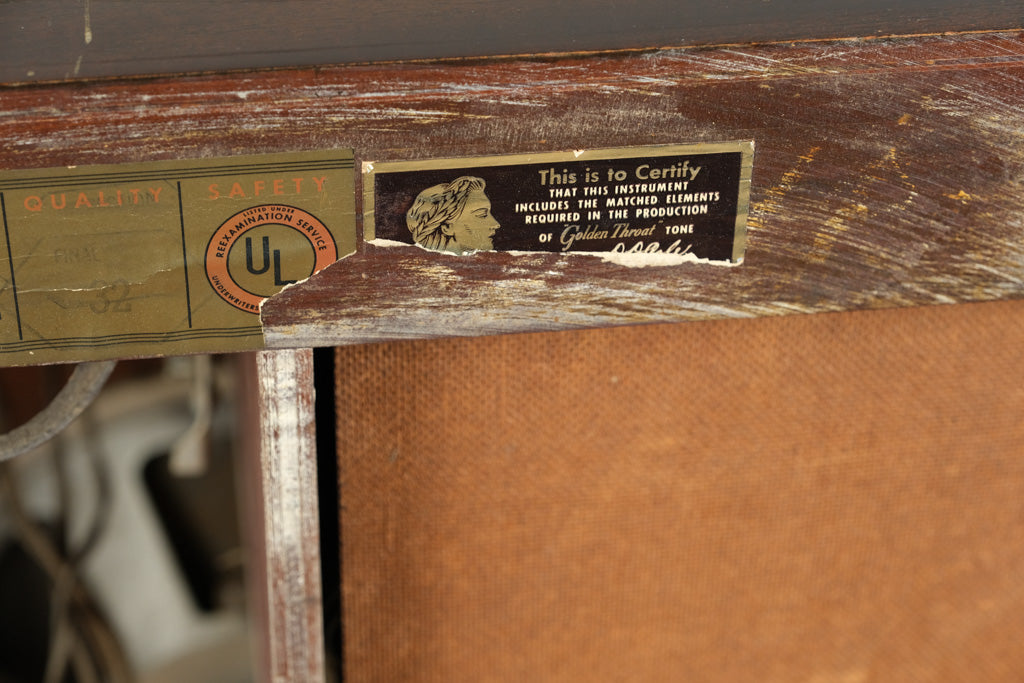 QUALITY
SAFETY
FINAL
32
LISTED UNDER
REEXAMINATION SERVICE
UL
UNDERWRITERS
This is to Certify
THAT THIS INSTRUMENT
INCLUDES THE MATCHED ELEMENTS
REQUIRED IN THE PRODUCTION
OF "Golden Throat" TONE